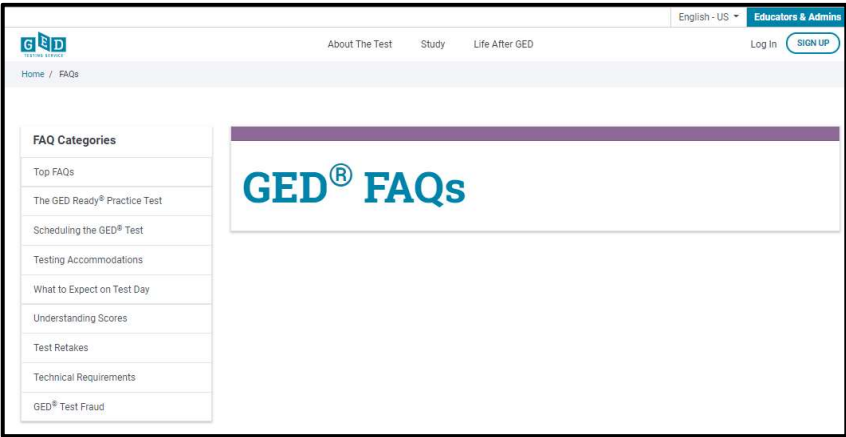 English - US
Educators & Admins
GED
TESTING SERVICE
About The Test
Study
Life After GED
Log In
SIGN UP
Home / FAQs
FAQ Categories
Top FAQs
The GED Ready® Practice Test
Scheduling the GED® Test
Testing Accommodations
What to Expect on Test Day
Understanding Scores
Test Retakes
Technical Requirements
GED® Test Fraud
GED® FAQs